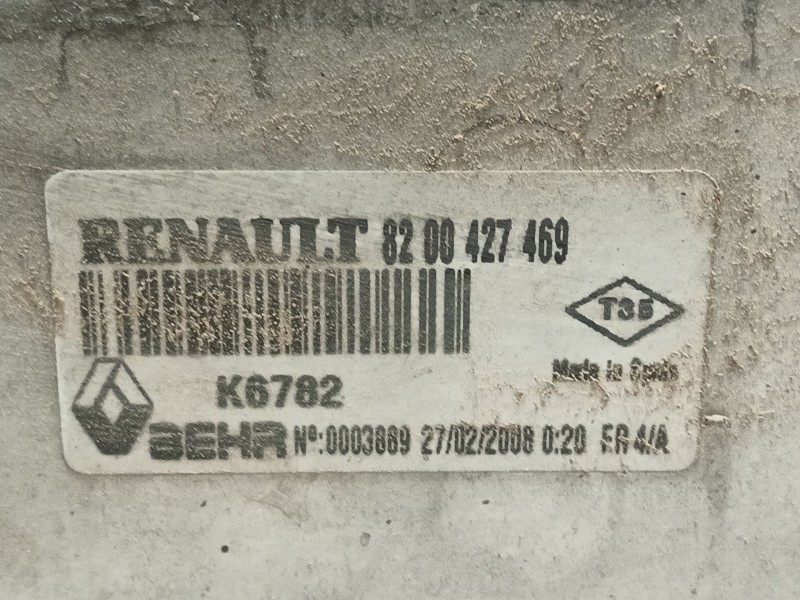 RENAULT 82 00 427 469
T35
Made in Spain
K6782
BEHR Nº:0003869 27/02/2008 0:20 FR 4/A